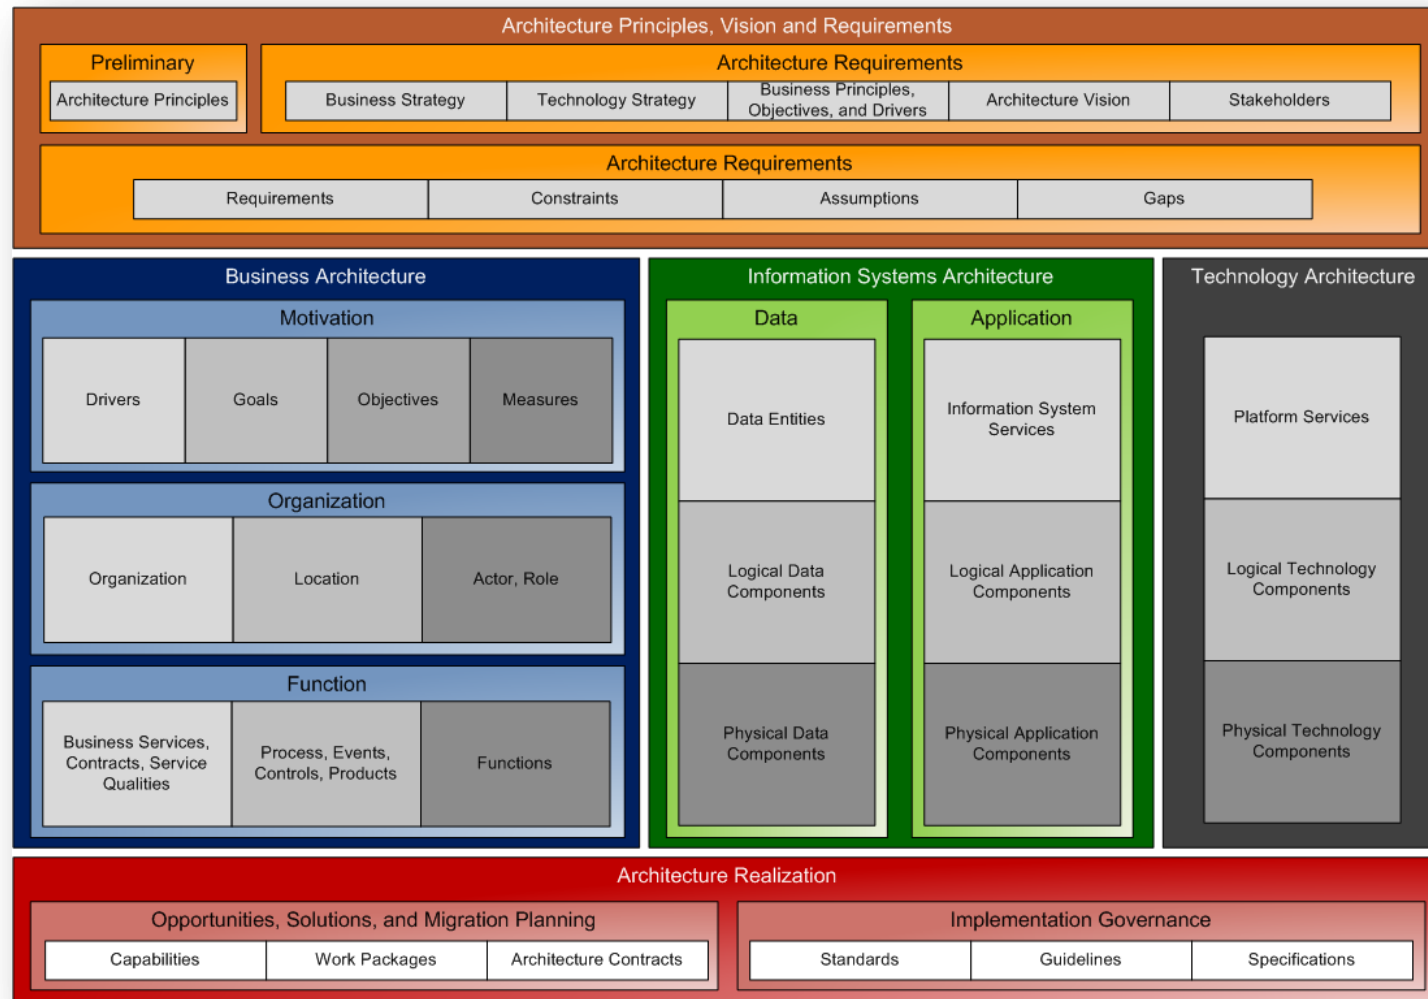 Architecture Principles, Vision and Requirements
Preliminary
Architecture Principles
Architecture Requirements
Business Strategy
Technology Strategy
Business Principles,
Objectives, and Drivers
Architecture Vision
Stakeholders
Architecture Requirements
Requirements
Constraints
Assumptions
Gaps
Business Architecture
Motivation
Drivers
Goals
Objectives
Measures
Organization
Organization
Location
Actor, Role
Function
Business Services,
Contracts, Service
Qualities
Process, Events,
Controls, Products
Functions
Information Systems Architecture
Data
Data Entities
Logical Data
Components
Physical Data
Components
Application
Information System
Services
Logical Application
Components
Physical Application
Components
Technology Architecture
Platform Services
Logical Technology
Components
Physical Technology
Components
Architecture Realization
Opportunities, Solutions, and Migration Planning
Capabilities
Work Packages
Architecture Contracts
Implementation Governance
Standards
Guidelines
Specifications